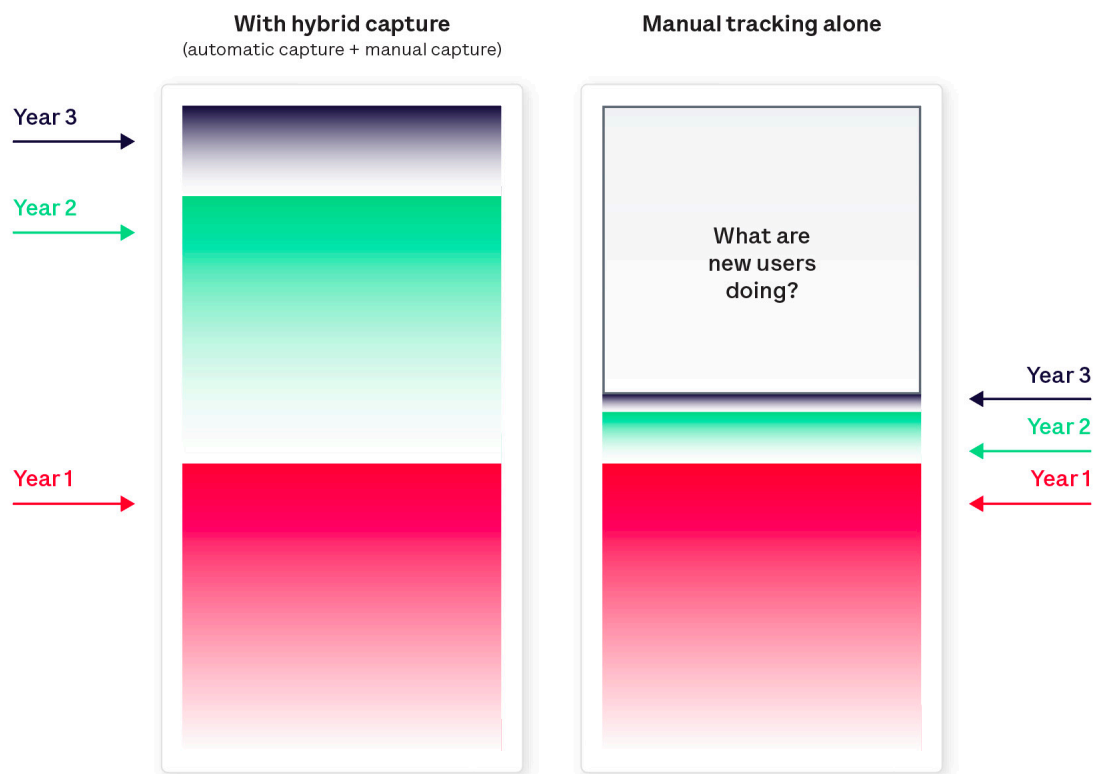 With hybrid capture
(automatic capture + manual capture)
Manual tracking alone
Year 3
Year 2
Year 1
What are
new users
doing?
Year 3
Year 2
Year 1